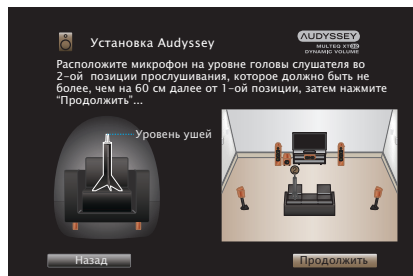 Установка Audyssey
AUDYSSEY
MULTEQ XT32
DYNAMIC VOLUME
Расположите микрофон на уровне головы слушателя во
2-ой позиции прослушивания, которое должно быть не
более, чем на 60 см далее от 1-ой позиции, затем нажмите
“Продолжить”...
Уровень ушей
Назад
Продолжить